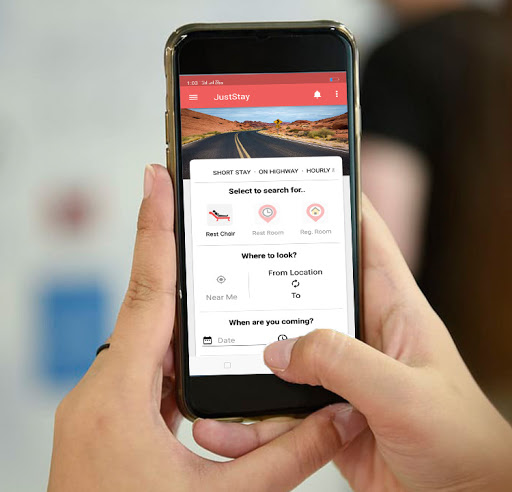 1:03
JustStay
SHORT STAY · ON HIGHWAY · HOURLY
Select to search for..
Rest Chair
Rest Room
Reg. Room
Where to look?
Near Me
From Location
To
When are you coming?
Date